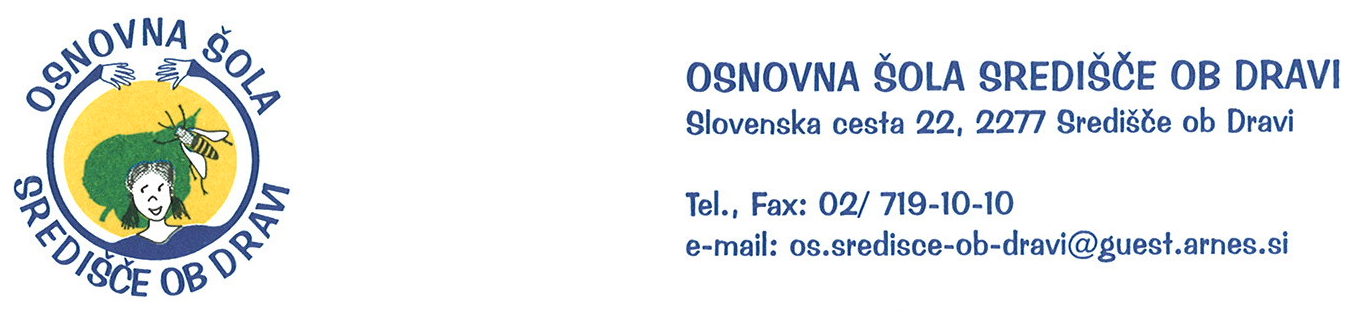 OSNOVNA ŠOLA
SREDIŠČE OB DRAVI
OSNOVNA ŠOLA SREDIŠČE OB DRAVI
Slovenska cesta 22, 2277 Središče ob Dravi
Tel., Fax: 02/ 719-10-10
e-mail: os.sredisce-ob-dravi@guest.arnes.si